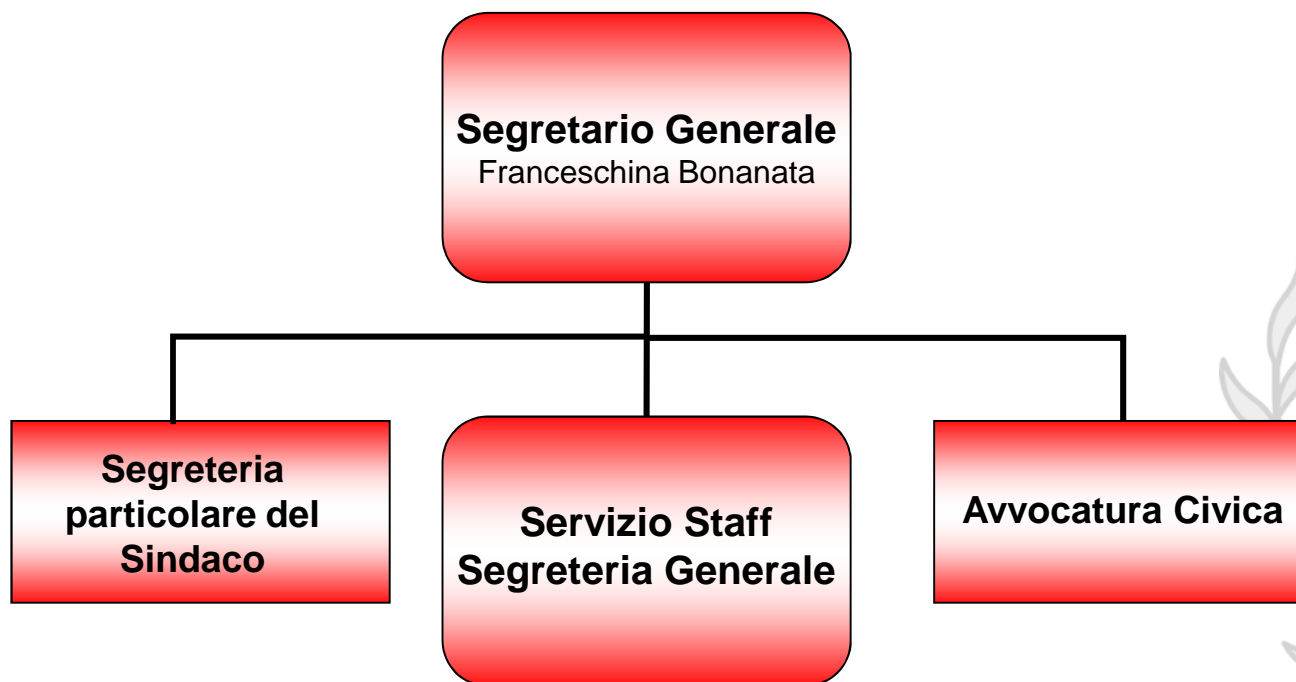 Segretario Generale
Franceschina Bonanata
Segreteria
particolare del
Sindaco
Servizio Staff
Segreteria Generale
Avvocatura Civica